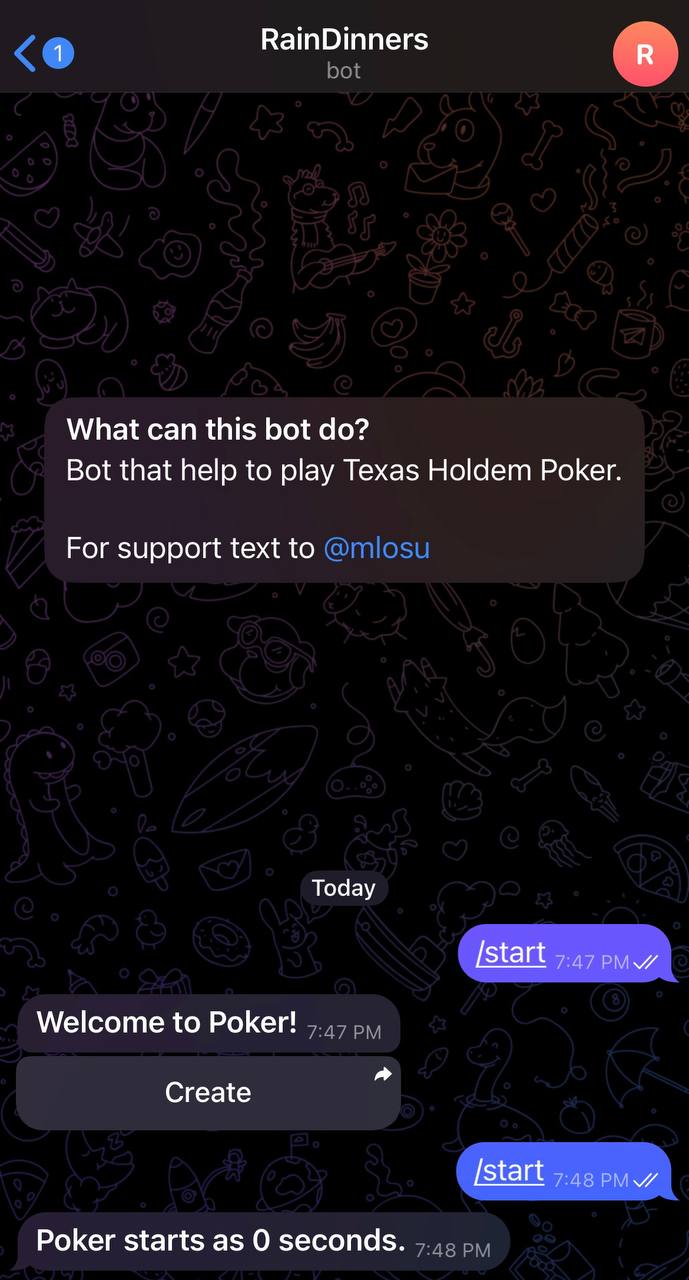 1
RainDinners
bot
R
What can this bot do?
Bot that help to play Texas Holdem Poker.
For support text to @mlosu
Today
/start 7:47 PM
Welcome to Poker! 7:47 PM
Create
/start 7:48 PM
Poker starts as 0 seconds. 7:48 PM